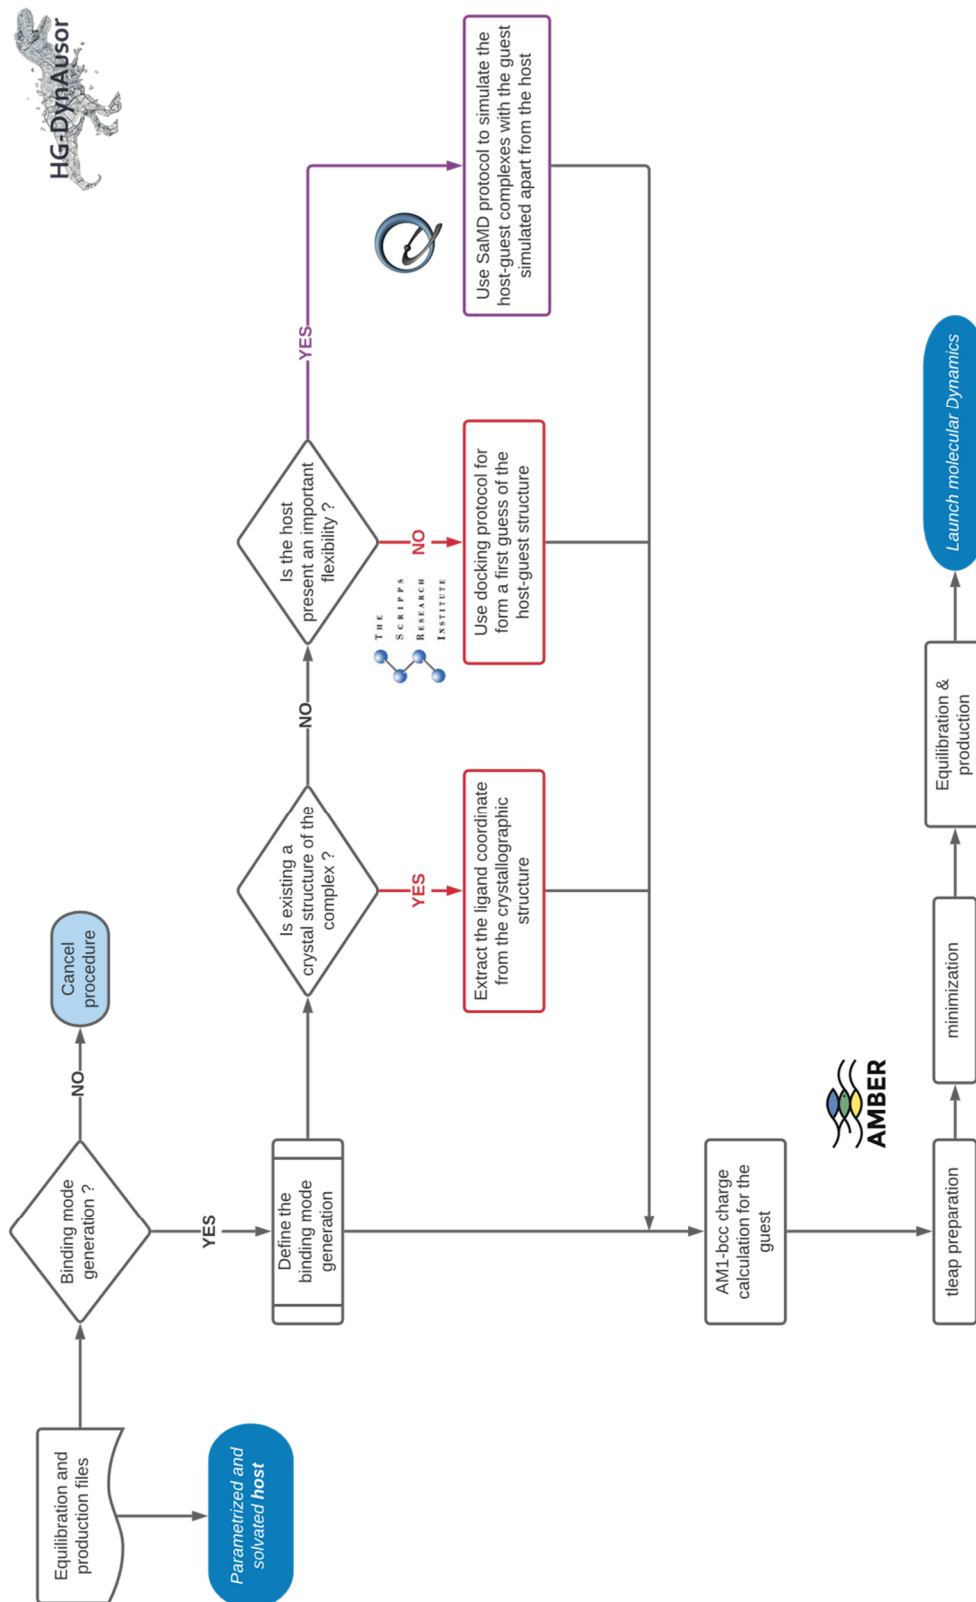 HG-DynAusor
Equilibration and
production files
Parametrized and
solvated host
Binding mode
generation ?
NO
Cancel
procedure
YES
Define the
binding mode
generation
Is existing a
crystal structure of the
complex ?
YES
Extract the ligand coordinate
from the crystallographic
structure
NO
Is the host
present an important
flexibility ?
THE
SCRIPPS
RESEARCH
INSTITUTE
NO
Use docking protocol for
form a first guess of the
host-guest structure
YES
Use SaMD protocol to simulate the
host-guest complexes with the guest
simulated apart from the host
AM1-bcc charge
calculation for the
guest
AMBER
tleap preparation
minimization
Equilibration &
production
Launch molecular Dynamics